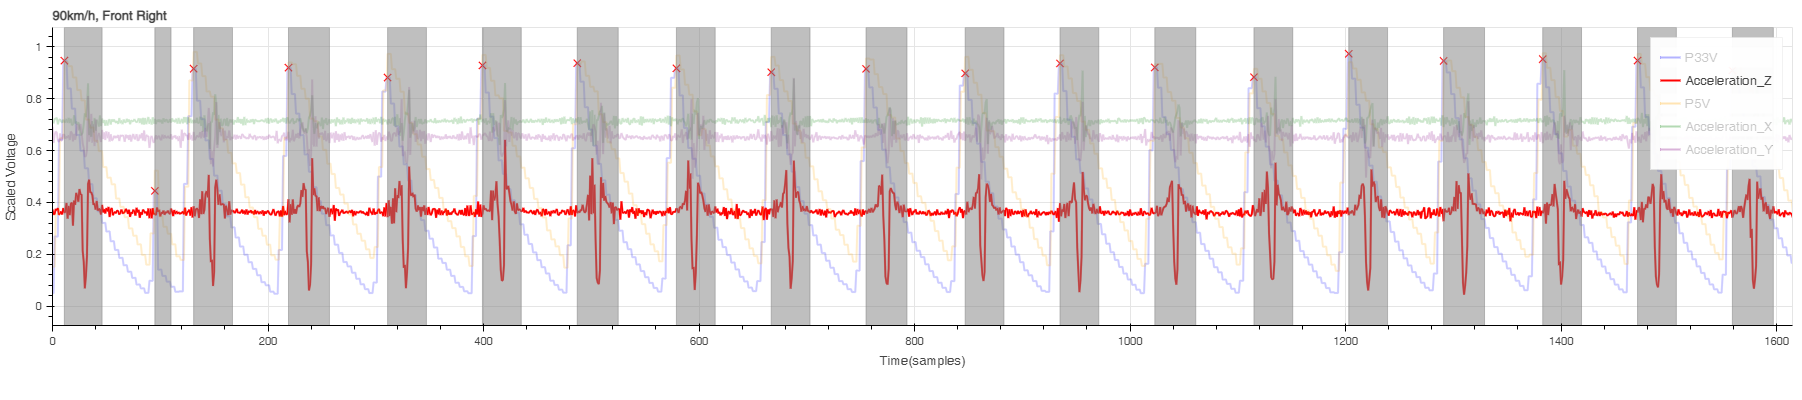 90km/h, Front Right
Scaled Voltage
1
0.8
0.6
0.4
0.2
0
P33V
Acceleration_Z
P5V
Acceleration_X
Acceleration_Y
0 200 400 600 800 1000 1200 1400 1600
Time(samples)